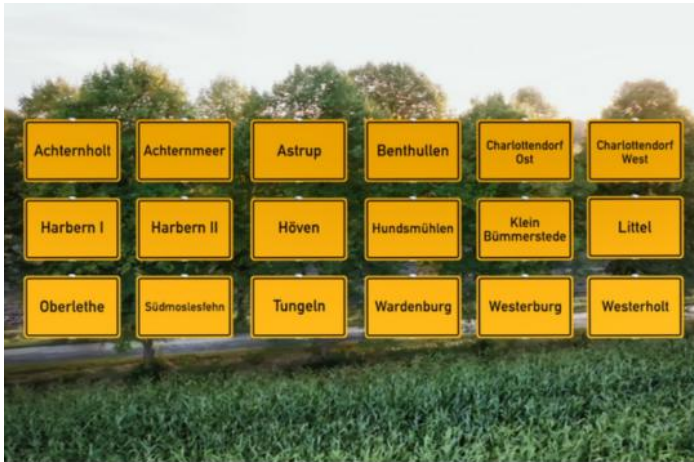 Achternholt
Achternmeer
Astrup
Benthullen
Charlottendorf
Ost
Charlottendorf
West
Harbern I
Harbern II
Höven
Hundsmühlen
Klein
Bümmerstede
Littel
Oberlethe
Südmoslesfehn
Tungeln
Wardenburg
Westerburg
Westerholt